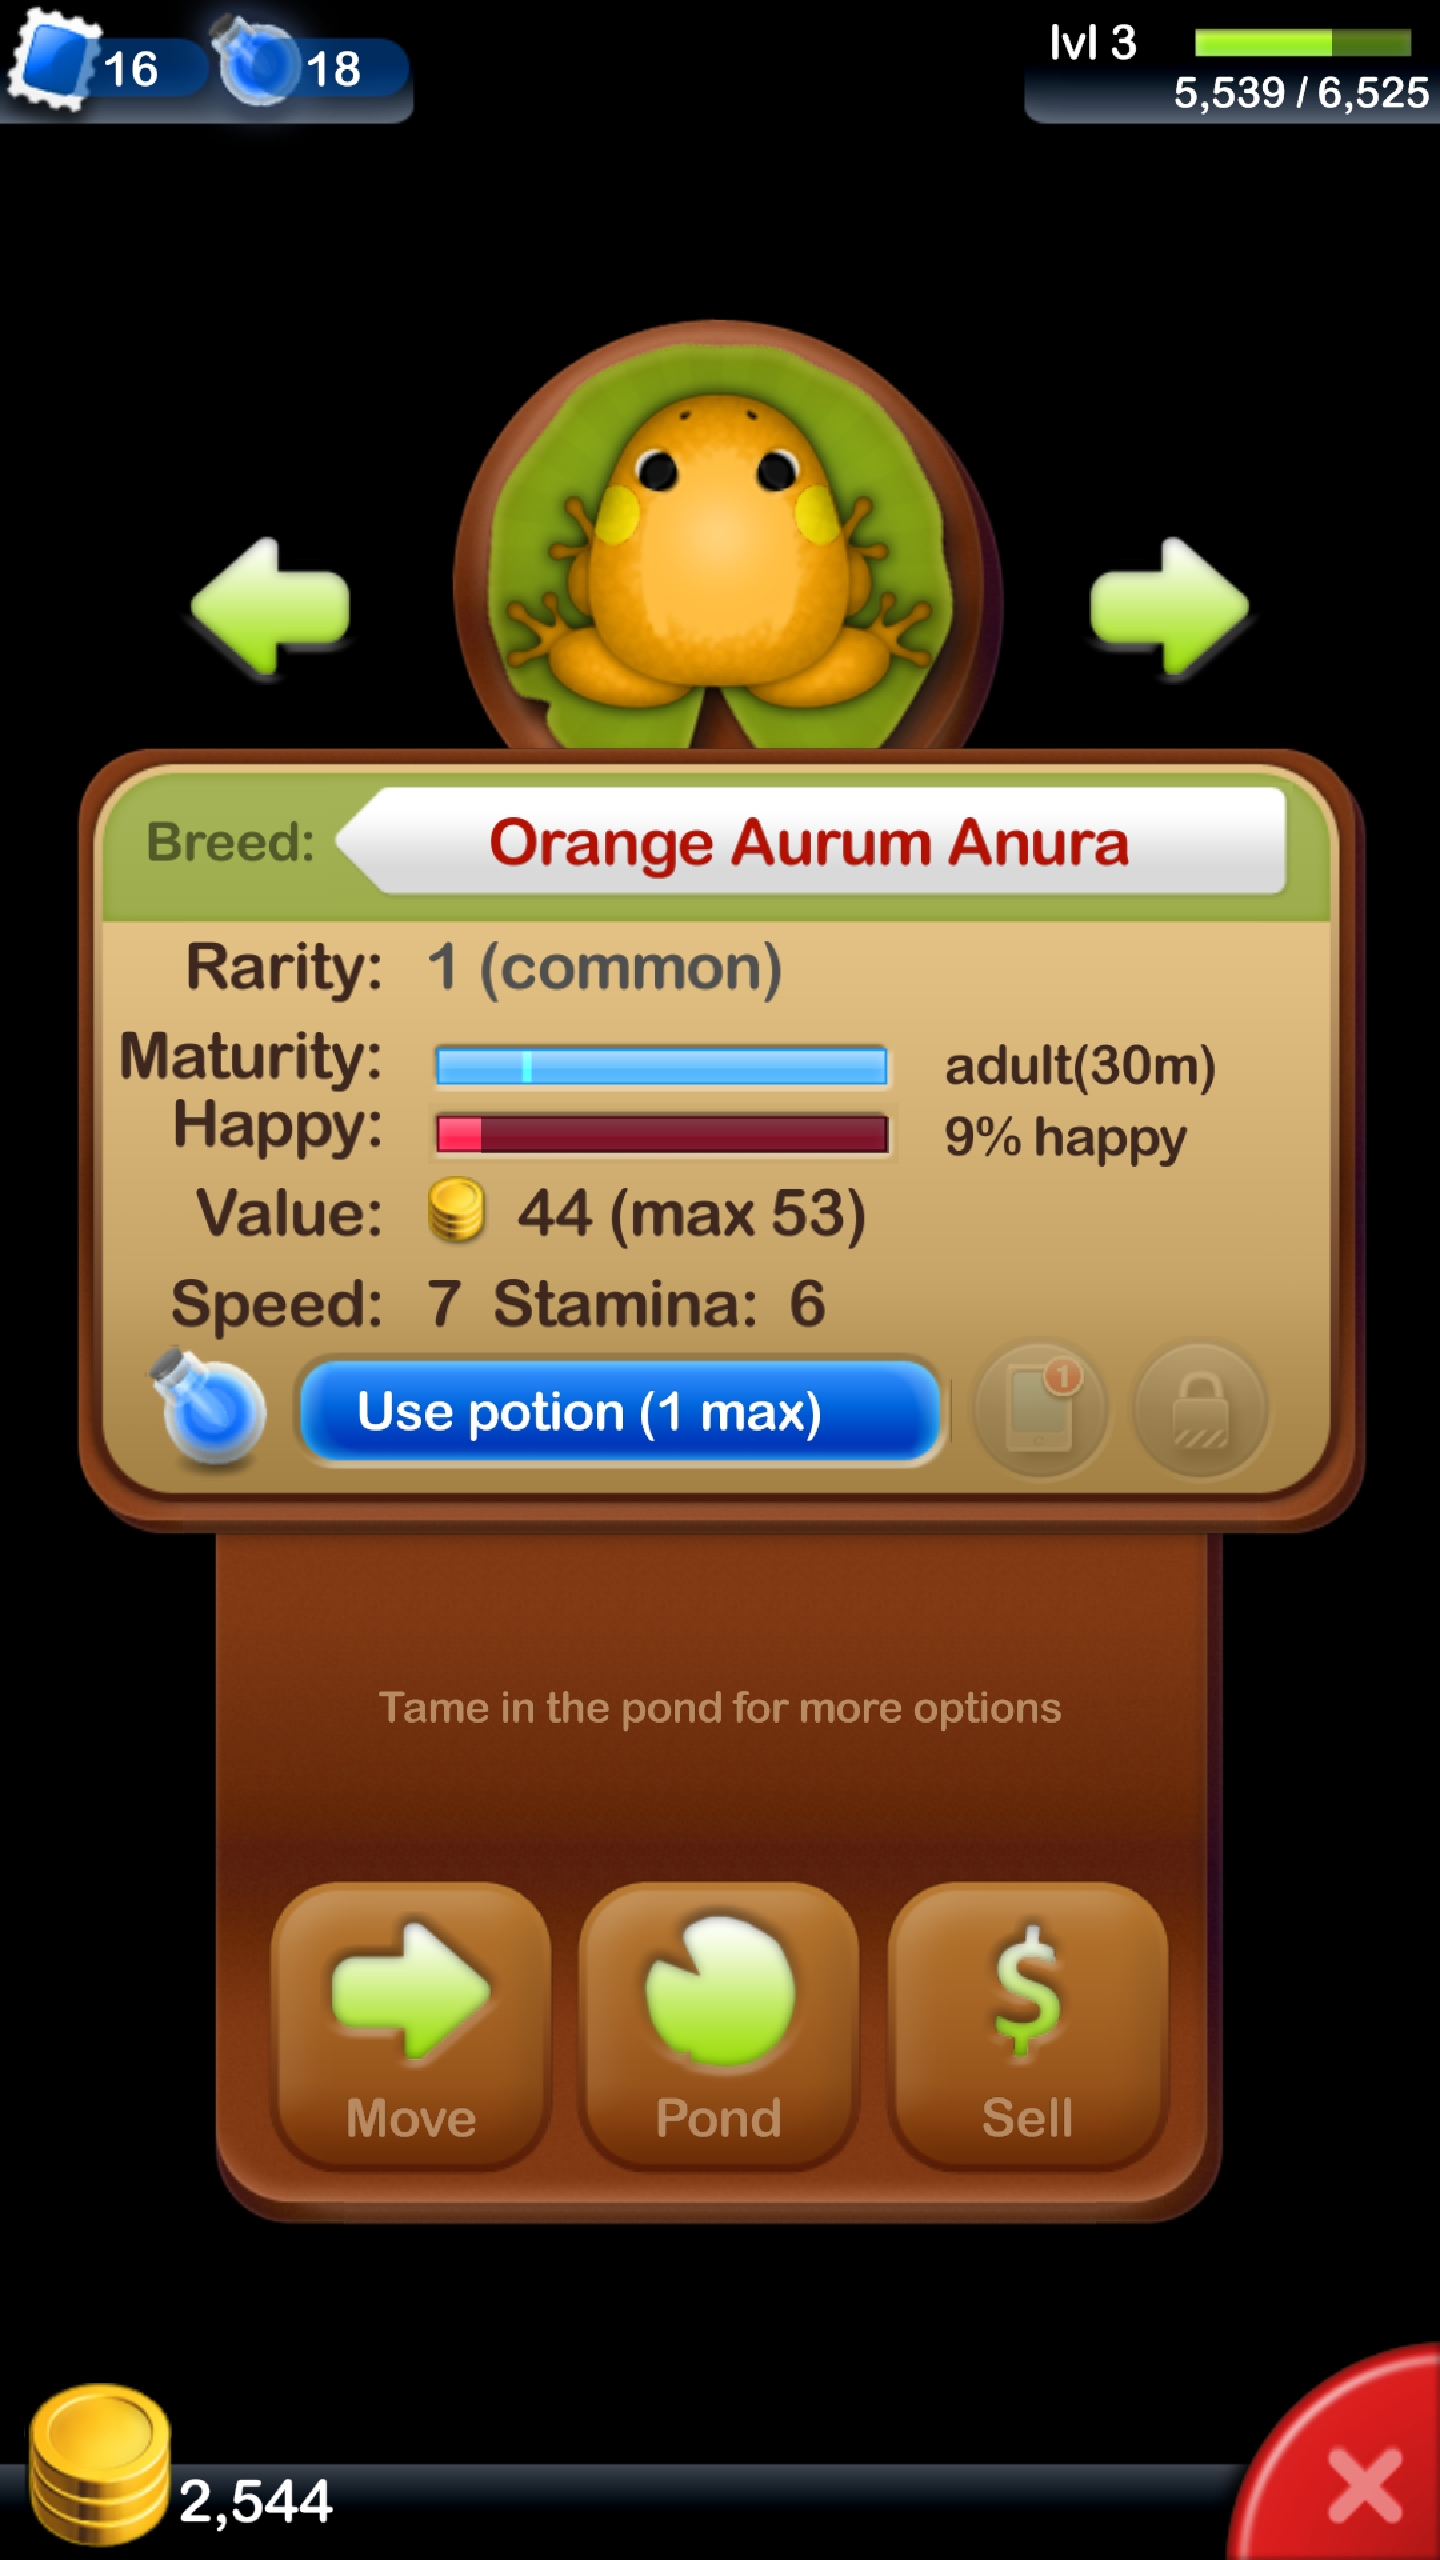 16
18
lvl 3
5,539 / 6,525
Breed: Orange Aurum Anura
Rarity: 1 (common)
Maturity: adult(30m)
Happy: 9% happy
Value: 44 (max 53)
Speed: 7 Stamina: 6
Use potion (1 max)
1
Tame in the pond for more options
Move
Pond
Sell
2,544